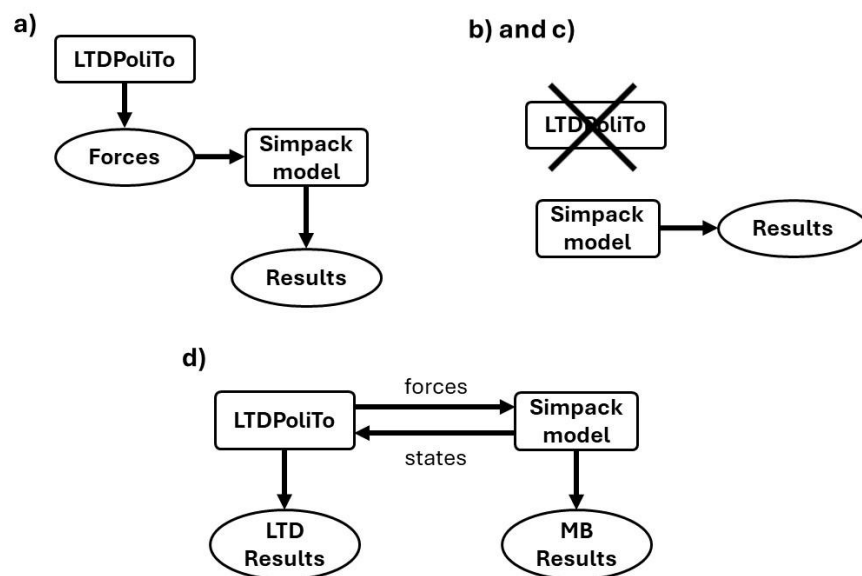 a)
LTDPoliTo
Forces
Simpack
model
Results
b) and c)
LTDPoliTo
Simpack
model
Results
d)
LTDPoliTo
forces
states
Simpack
model
LTD
Results
MB
Results